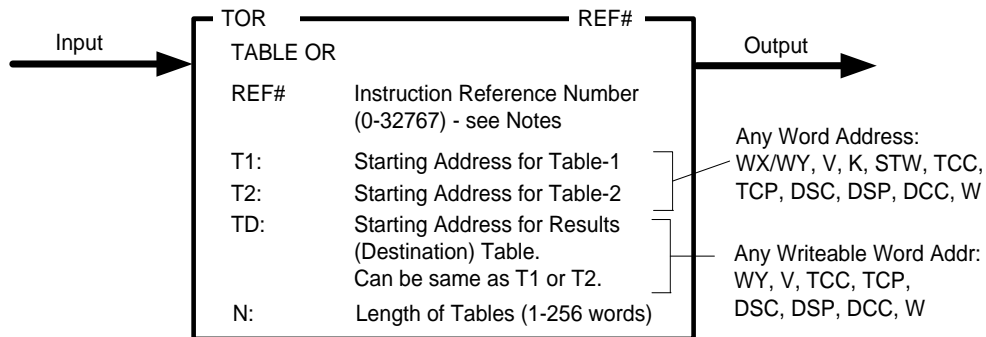 TOR REF#
Input
TABLE OR
Output
REF# Instruction Reference Number
(0-32767) - see Notes
T1: Starting Address for Table-1
T2: Starting Address for Table-2
TD: Starting Address for Results
(Destination) Table.
Can be same as T1 or T2.
N: Length of Tables (1-256 words)
Any Word Address:
WX/WY, V, K, STW, TCC,
TCP, DSC, DSP, DCC, W
Any Writeable Word Addr:
WY, V, TCC, TCP,
DSC, DSP, DCC, W